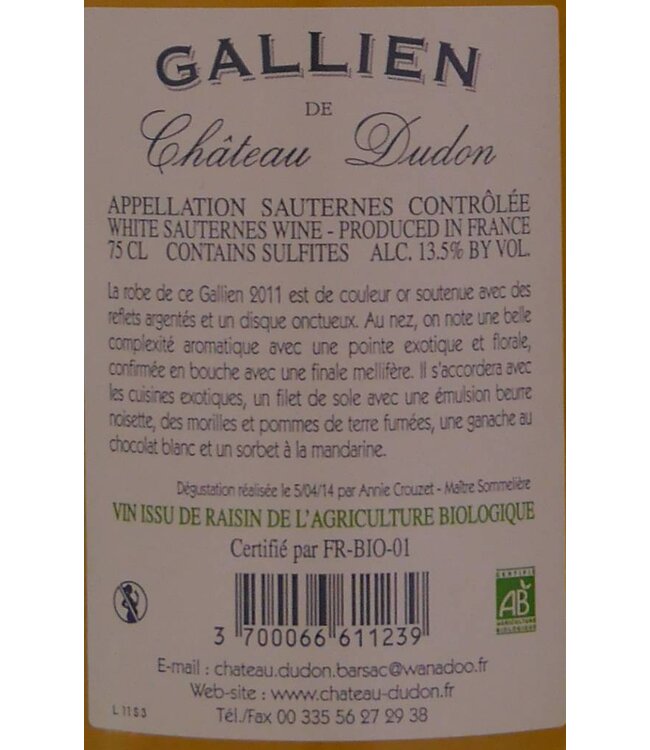 GALLIEN
DE
Château Dudon
APPELLATION SAUTERNES CONTRÔLÉE
WHITE SAUTERNES WINE - PRODUCED IN FRANCE
75 CL CONTAINS SULFITES ALC. 13.5% BY VOL.
La robe de ce Gallien 2011 est de couleur or soutenue avec des
reflets argentés et un disque onctueux. Au nez, on note une belle
complexité aromatique avec une pointe exotique et florale,
confirmée en bouche avec une finale mellifère. Il s'accordera avec
les cuisines exotiques, un filet de sole avec une émulsion beurre
noisette, des morilles et pommes de terre fumées, une ganache au
chocolat blanc et un sorbet à la mandarine.
Dégustation réalisée le 5/04/14 par Annie Crouzet - Maître Sommelière
VIN ISSU DE RAISIN DE L'AGRICULTURE BIOLOGIQUE
Certifié par FR-BIO-01
CERTIFIÉ
AB
AGRICULTURE
BIOLOGIQUE
3 700066 611239
E-mail : chateau.dudon.barsac@wanadoo.fr
Web-site : www.chateau-dudon.com
L 11 S 3
Tél./Fax 00 335 56 27 29 38